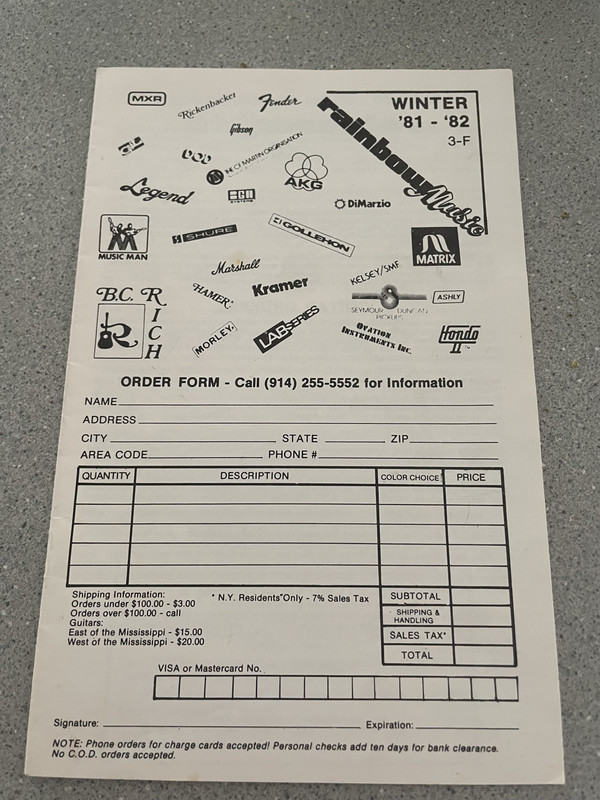 MXR
Rickenbacker
Fender
rainbow Music
WINTER
'81 - '82
3-F
Gibson
THE CF MARTIN ORGANISATION
AKG
Legend
SYSTEMS
DiMarzio
MUSIC MAN
SHURE
GOLLEHON
MATRIX
Marshall
KELSEY/SMF
HAMER
Kramer
ASHLY
SEYMOUR DUNCAN
PICKUPS
B.C. RICH
MORLEY
LAB SERIES
OVATION
INSTRUMENTS INC.
Hondo
II
ORDER FORM - Call (914) 255-5552 for Information
NAME
ADDRESS
CITY STATE ZIP
AREA CODE PHONE #
QUANTITY DESCRIPTION COLOR CHOICE PRICE
Shipping Information:
Orders under $100.00 - $3.00
Orders over $100.00 - call
Guitars:
East of the Mississippi - $15.00
West of the Mississippi - $20.00
* N.Y. Residents Only - 7% Sales Tax
SUBTOTAL
SHIPPING &
HANDLING
SALES TAX*
TOTAL
VISA or Mastercard No.
Signature: Expiration:
NOTE: Phone orders for charge cards accepted! Personal checks add ten days for bank clearance.
No C.O.D. orders accepted.